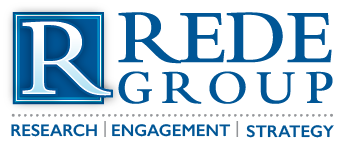 R REDE
GROUP
RESEARCH | ENGAGEMENT | STRATEGY